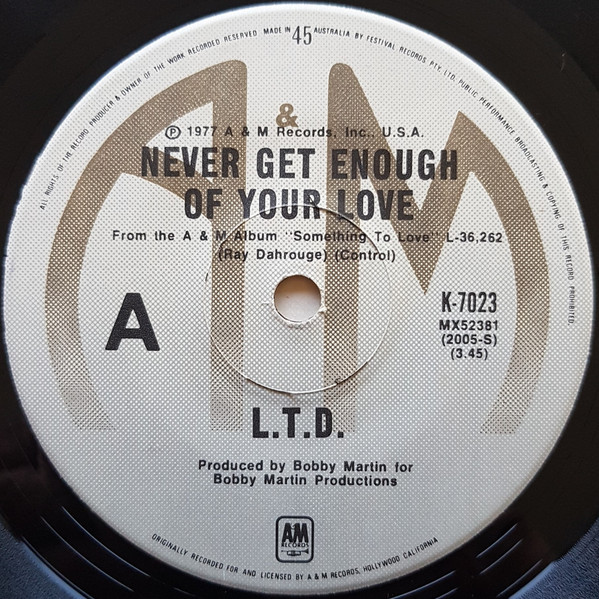 ALL RIGHTS OF THE RECORD PRODUCER & OWNER OF THE WORK RECORDED RESERVED MADE IN 45 AUSTRALIA BY FESTIVAL RECORDS PTY. LTD. PUBLIC PERFORMANCE BROADCASTING & COPYING OF THIS RECORD PROHIBITED.
A&M
℗ 1977 A & M Records, Inc., U.S.A.
NEVER GET ENOUGH
OF YOUR LOVE
From the A & M Album "Something To Love" L-36,262
(Ray Dahrouge) (Control)
A
K-7023
MX52381
(2005-S)
(3.45)
L.T.D.
Produced by Bobby Martin for
Bobby Martin Productions
AM
RECORDS
ORIGINALLY RECORDED FOR AND LICENSED BY A & M RECORDS, HOLLYWOOD CALIFORNIA